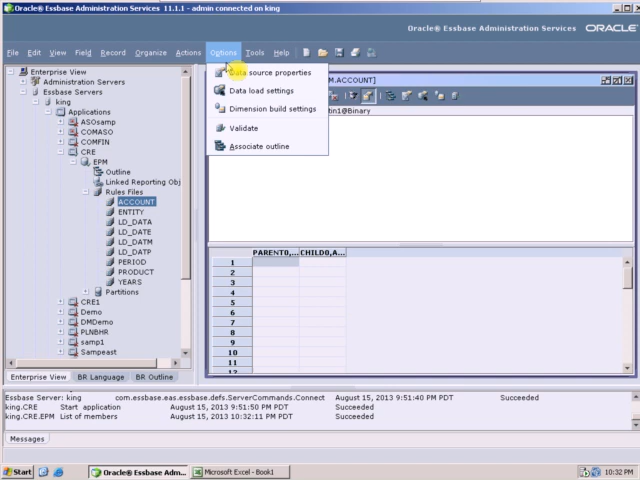 Oracle® Essbase Administration Services 11.1.1 - admin connected on king
Oracle® Essbase Administration Services ORACLE
File Edit View Field Record Organize Actions Options Tools Help
Enterprise View
Administration Servers
Essbase Servers
king
Applications
ASOsamp
COMASO
COMFIN
CRE
EPM
Outline
Linked Reporting Obj
Rules Files
ACCOUNT
ENTITY
LD_DATA
LD_DATE
LD_DATM
LD_DATP
PERIOD
PRODUCT
YEARS
Partitions
CRE1
Demo
DMDemo
PLNBHR
samp1
Sampeast
Enterprise View BR Language BR Outline
Data source properties
Data load settings
Dimension build settings
Validate
Associate outline
M.ACCOUNT]
tin1@Binary
PARENT0,... CHILD0,A...
1
2
3
4
5
6
7
8
9
10
11
12
Essbase Server: king com.essbase.eas.essbase.defs.ServerCommands.Connect August 15, 2013 9:51:40 PM PDT Succeeded
king.CRE Start application August 15, 2013 9:51:50 PM PDT Succeeded
king.CRE.EPM List of members August 15, 2013 10:32:11 PM PDT Succeeded
Messages
Start Oracle® Essbase Adm... Microsoft Excel - Book1 10:32 PM